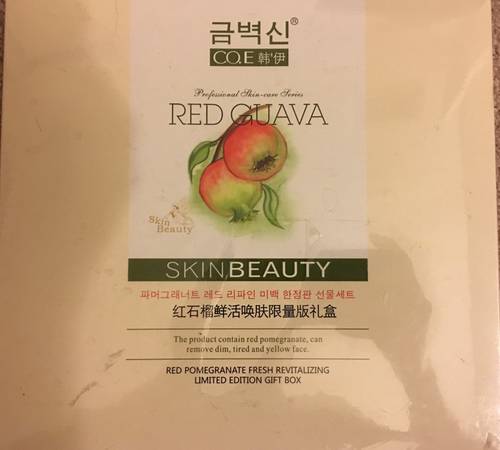 금벽신®
CO.E 韩伊
Professional Skin-care Series
RED GUAVA
Skin
Beauty
SKIN,BEAUTY
파머그래너트 레드 리파인 미백 한정판 선물세트
红石榴鲜活唤肤限量版礼盒
The product contain red pomegranate, can
remove dim, tired and yellow face.
RED POMEGRANATE FRESH REVITALIZING
LIMITED EDITION GIFT BOX